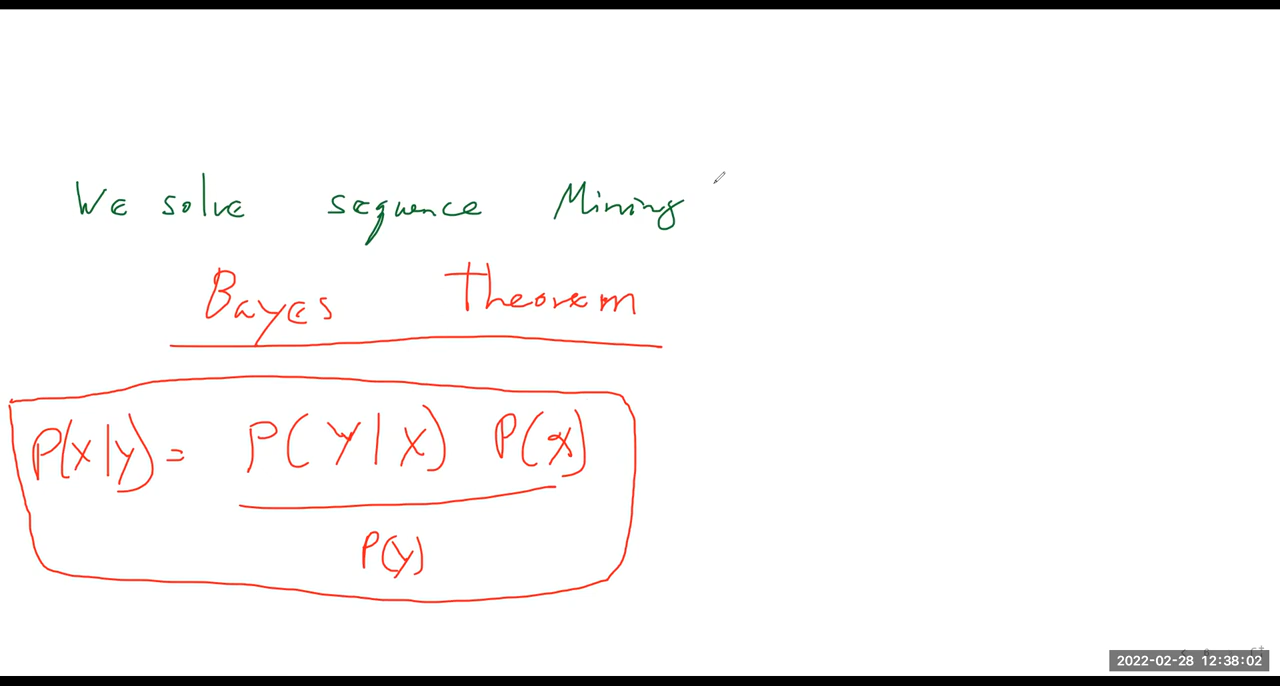 We solve sequence Mining
Bayes Theorem
P(x|y) = P(Y|X) P(x)
P(y)
2022-02-28 12:38:02